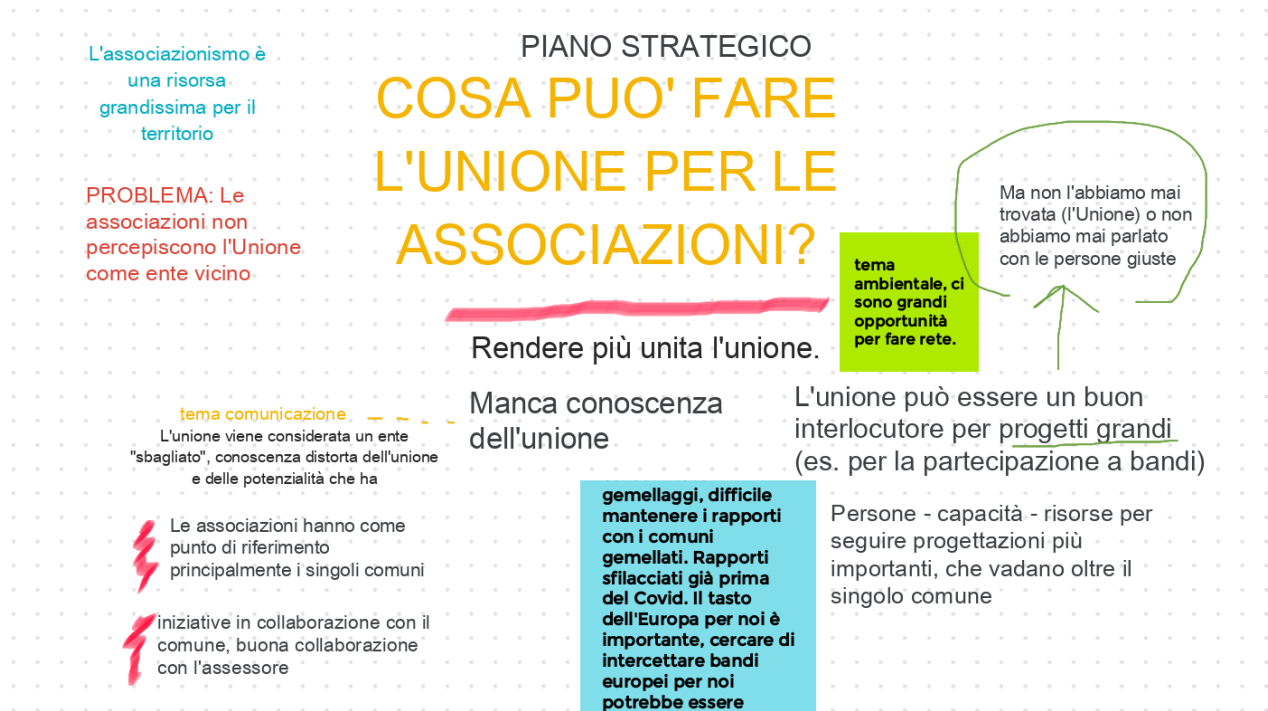 PIANO STRATEGICO
COSA PUO' FARE
L'UNIONE PER LE
ASSOCIAZIONI?
L'associazionismo è
una risorsa
grandissima per il
territorio
PROBLEMA: Le
associazioni non
percepiscono l'Unione
come ente vicino
Ma non l'abbiamo mai
trovata (l'Unione) o non
abbiamo mai parlato
con le persone giuste
tema
ambientale, ci
sono grandi
opportunità
per fare rete.
Rendere più unita l'unione.
Manca conoscenza
dell'unione
L'unione può essere un buon
interlocutore per progetti grandi
(es. per la partecipazione a bandi)
tema comunicazione
L'unione viene considerata un ente
"sbagliato", conoscenza distorta dell'unione
e delle potenzialità che ha
Le associazioni hanno come
punto di riferimento
principalmente i singoli comuni
iniziative in collaborazione con il
comune, buona collaborazione
con l'assessore
gemellaggi, difficile
mantenere i rapporti
con i comuni
gemellati. Rapporti
sfilacciati già prima
del Covid. Il tasto
dell'Europa per noi è
importante, cercare di
intercettare bandi
europei per noi
potrebbe essere
Persone - capacità - risorse per
seguire progettazioni più
importanti, che vadano oltre il
singolo comune